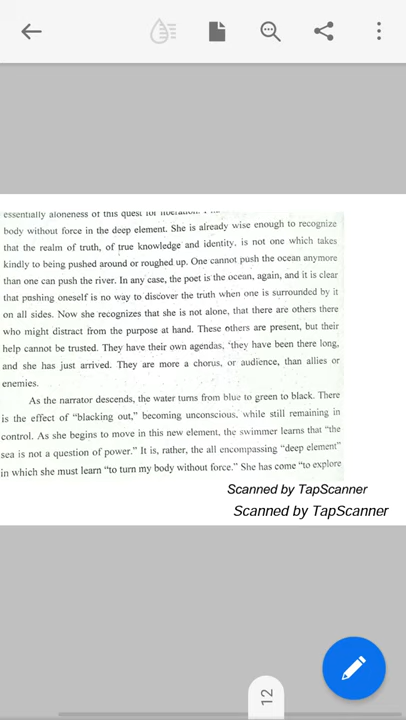 essentially aloneness of this quest for liberation.
body without force in the deep element. She is already wise enough to recognize
that the realm of truth, of true knowledge and identity, is not one which takes
kindly to being pushed around or roughed up. One cannot push the ocean anymore
than one can push the river. In any case, the poet is the ocean, again, and it is clear
that pushing oneself is no way to discover the truth when one is surrounded by it
on all sides. Now she recognizes that she is not alone, that there are others there
who might distract from the purpose at hand. These others are present, but their
help cannot be trusted. They have their own agendas, 'they have been there long,
and she has just arrived. They are more a chorus, or audience, than allies or
enemies.
As the narrator descends, the water turns from blue to green to black. There
is the effect of "blacking out," becoming unconscious, while still remaining in
control. As she begins to move in this new element, the swimmer learns that "the
sea is not a question of power." It is, rather, the all encompassing "deep element"
in which she must learn "to turn my body without force." She has come "to explore
Scanned by TapScanner
Scanned by TapScanner
12